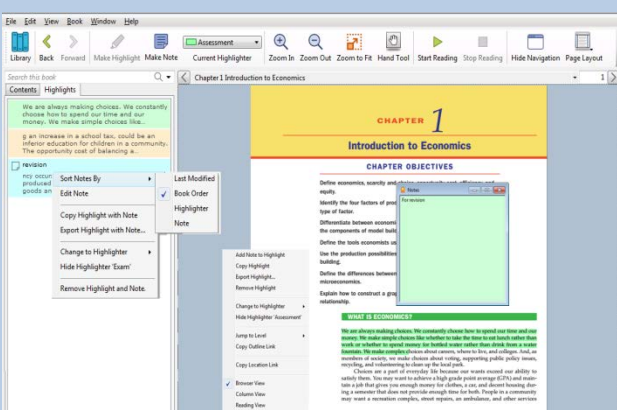 File Edit View Book Window Help
Assessment
Library Back Forward Make Highlight Make Note Current Highlighter Zoom In Zoom Out Zoom to Fit Hand Tool Start Reading Stop Reading Hide Navigation Page Layout
Search this book
Chapter 1 Introduction to Economics
1
Contents Highlights
We are always making choices. We constantly
choose how to spend our time and our
money. We make simple choices like..
g an increase in a school tax, could be an
inferior education for children in a community.
The opportunity cost of balancing a..
revision
ncy occur
produced
goods an
Sort Notes By
Edit Note
Copy Highlight with Note
Export Highlight with Note...
Change to Highlighter
Hide Highlighter 'Exam'
Remove Highlight and Note
Last Modified
Book Order
Highlighter
Note
CHAPTER 1
Introduction to Economics
CHAPTER OBJECTIVES
Define economics, scarcity and
equity.
Identify the four factors of
type of factor.
Differentiate between
the components of model
Define the tools economists
Use the production possibilities
building.
Define the differences between
microeconomics.
Explain how to construct a
relationship.
Notes
For revision
Add Note to Highlight
Copy Highlight
Export Highlight...
Remove Highlight
Change to Highlighter
Hide Highlighter 'Assessment'
Jump to Level
Copy Outline Link
Copy Location Link
Browser View
Column View
Reading View
WHAT IS ECONOMICS?
We are always making choices. We constantly choose how to spend our time and our
money. We make simple choices like whether to take the time to eat lunch rather than
work or whether to spend money for bottled water rather than drink from a water
fountain. We make complex choices about careers, where to live, and colleges. And, as
members of society, we make choices about voting, supporting public policy issues,
recycling, and volunteering to clean up the local park.
Choices are a part of everyday life because our wants exceed our ability to
satisfy them. You may want to achieve a high grade point average (GPA) and main-
tain a job that gives you enough money for clothes, a car, and decent housing dur-
ing a semester that does not provide enough time for both. People in a community
may want a recreation complex, street repairs, an ambulance, and other services